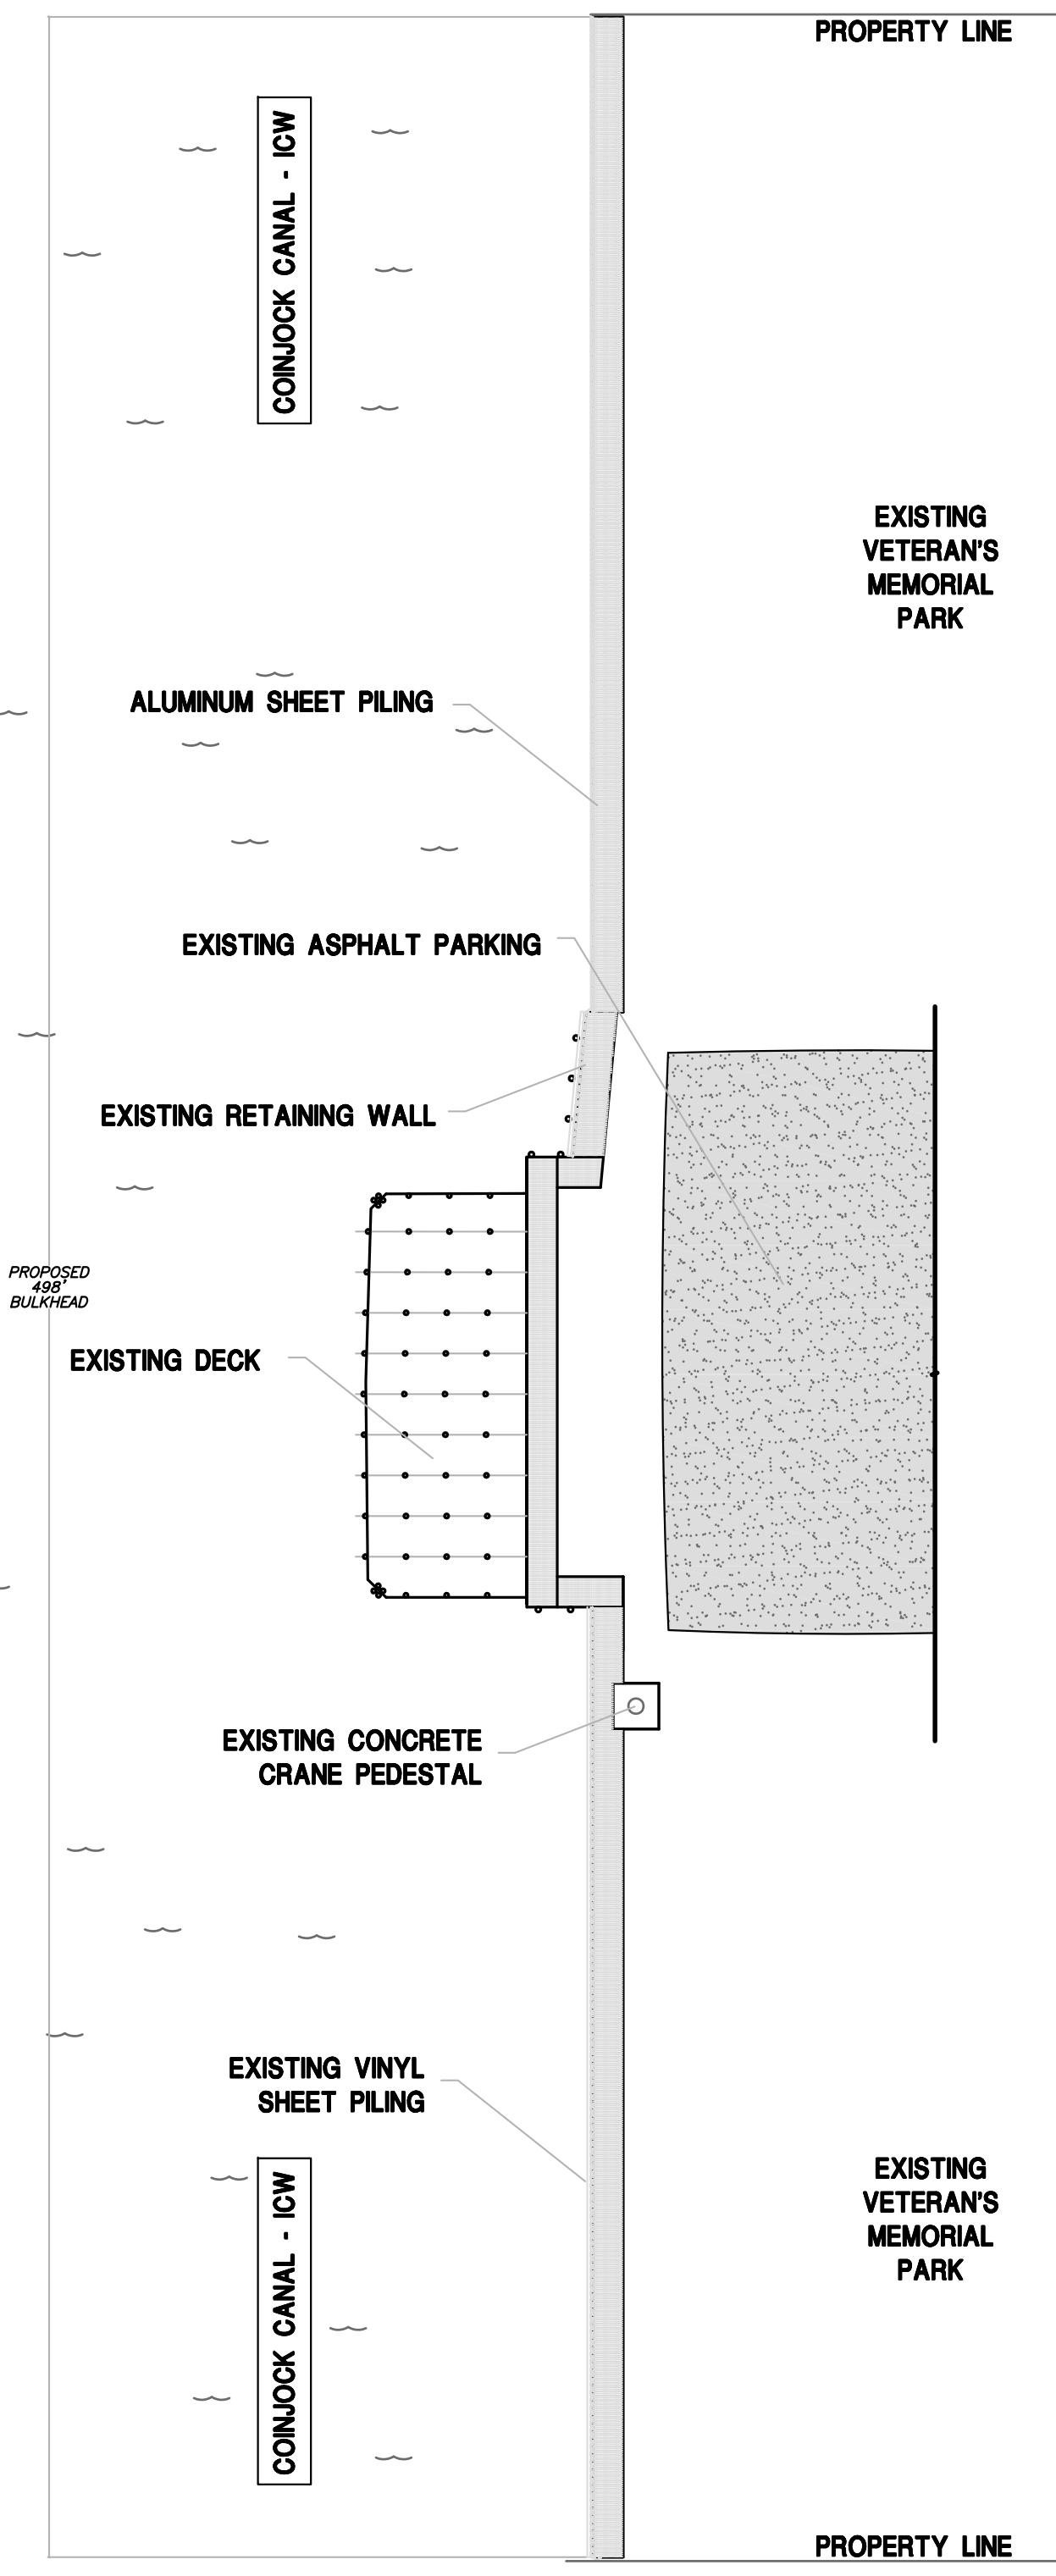 PROPERTY LINE
COINJOCK CANAL - ICW
EXISTING
VETERAN'S
MEMORIAL
PARK
ALUMINUM SHEET PILING
EXISTING ASPHALT PARKING
EXISTING RETAINING WALL
PROPOSED
498'
BULKHEAD
EXISTING DECK
EXISTING CONCRETE
CRANE PEDESTAL
EXISTING VINYL
SHEET PILING
COINJOCK CANAL - ICW
EXISTING
VETERAN'S
MEMORIAL
PARK
PROPERTY LINE